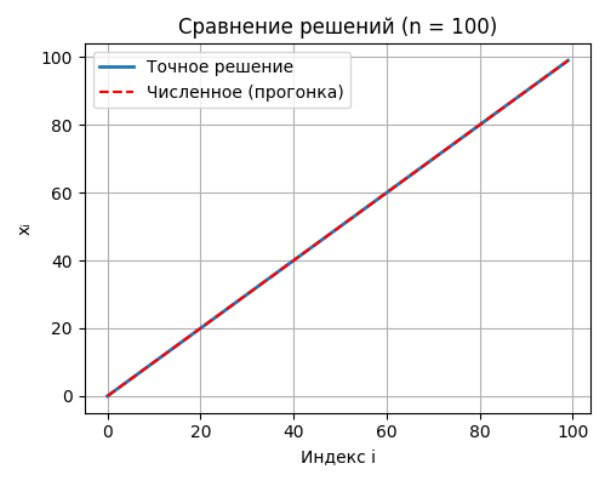 Сравнение решений (n = 100)
Точное решение
Численное (прогонка)
100
80
60
40
20
0
xᵢ
0 20 40 60 80 100
Индекс i